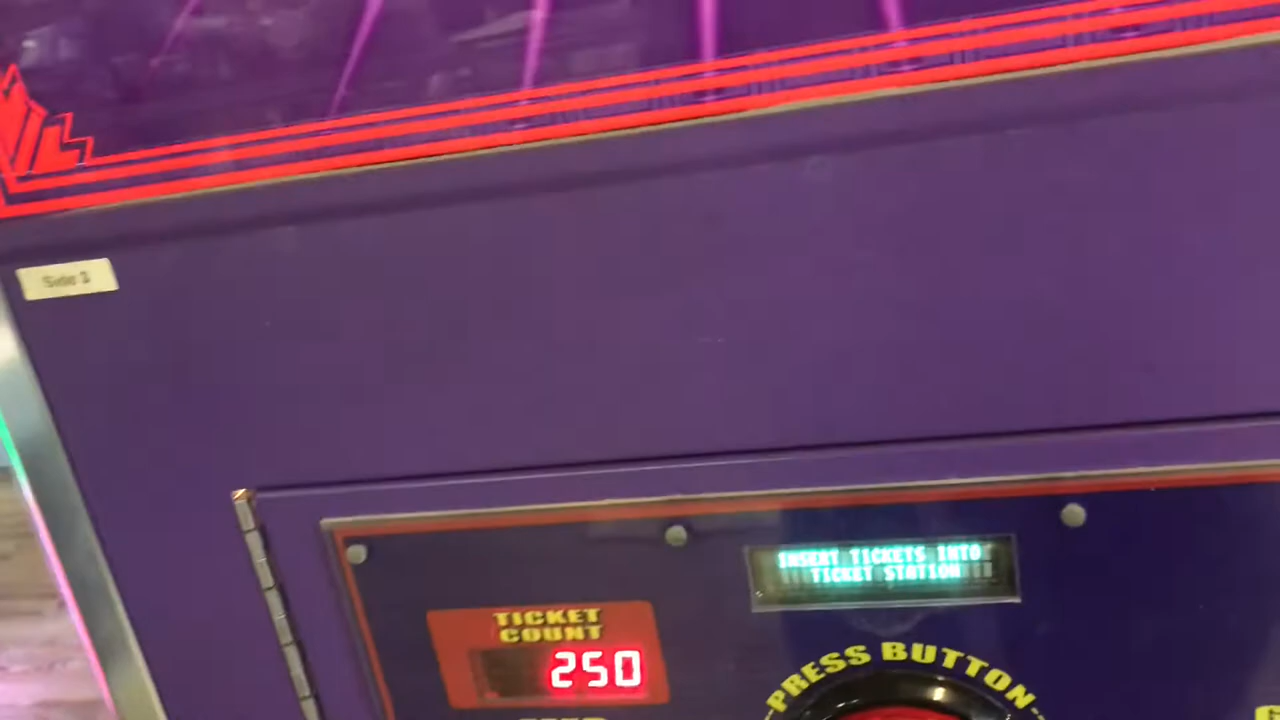 INSERT TICKETS INTO
TICKET STATION
TICKET
COUNT
250
PRESS BUTTON